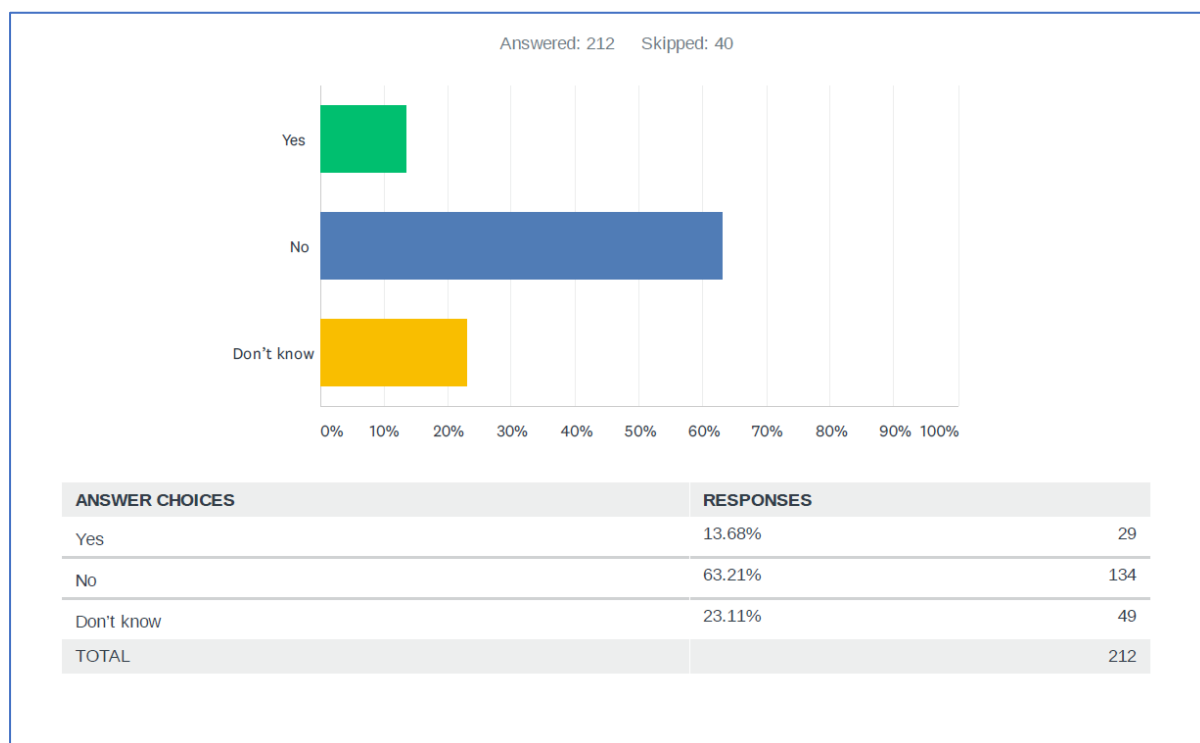 Answered: 212 Skipped: 40
Yes
No
Don't know
0% 10% 20% 30% 40% 50% 60% 70% 80% 90% 100%
ANSWER CHOICES RESPONSES
Yes 13.68% 29
No 63.21% 134
Don't know 23.11% 49
TOTAL 212